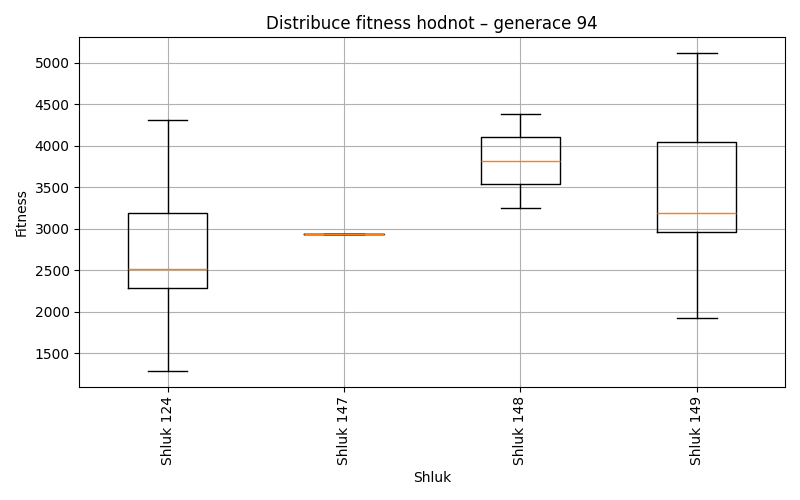 Distribuce fitness hodnot – generace 94
Fitness
5000
4500
4000
3500
3000
2500
2000
1500
Shluk 124
Shluk 147
Shluk 148
Shluk 149
Shluk